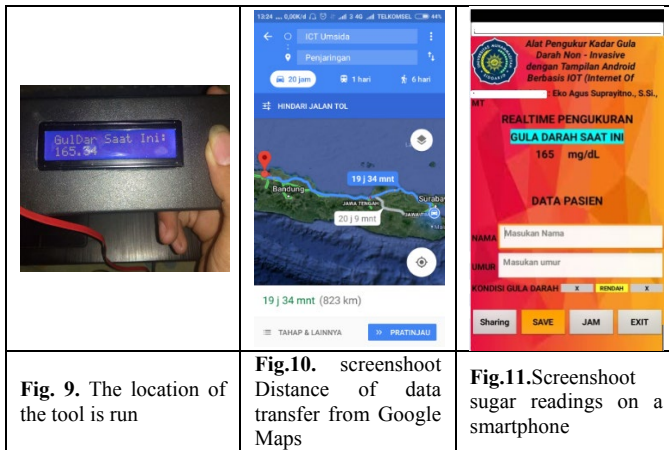 GulDar Saat Ini:
165.34
13:24 ... 0,00K/d
3 4G
TELKOMSEL
44%
ICT Umsida
Penjaringan
20 jam
1 hari
6 hari
HINDARI JALAN TOL
19 j 34 mnt
Bandung
JAWA TENGAH
Suraba
20 j 9 mnt
19 j 34 mnt (823 km)
TAHAP & LAINNYA
PRATINJAU
Alat Pengukur Kadar Gula
Darah Non - Invasive
dengan Tampilan Android
Berbasis IOT (Internet Of
: Eko Agus Suprayitno., S.Si.,
MT
REALTIME PENGUKURAN
GULA DARAH SAAT INI
165 mg/dL
DATA PASIEN
NAMA Masukan Nama
UMUR Masukan umur
KONDISI GULA DARAH X RENDAH X
Sharing SAVE JAM EXIT
Fig. 9. The location of
the tool is run
Fig.10. screenshoot
Distance of data
transfer from Google
Maps
Fig.11.Screenshoot
sugar readings on a
smartphone